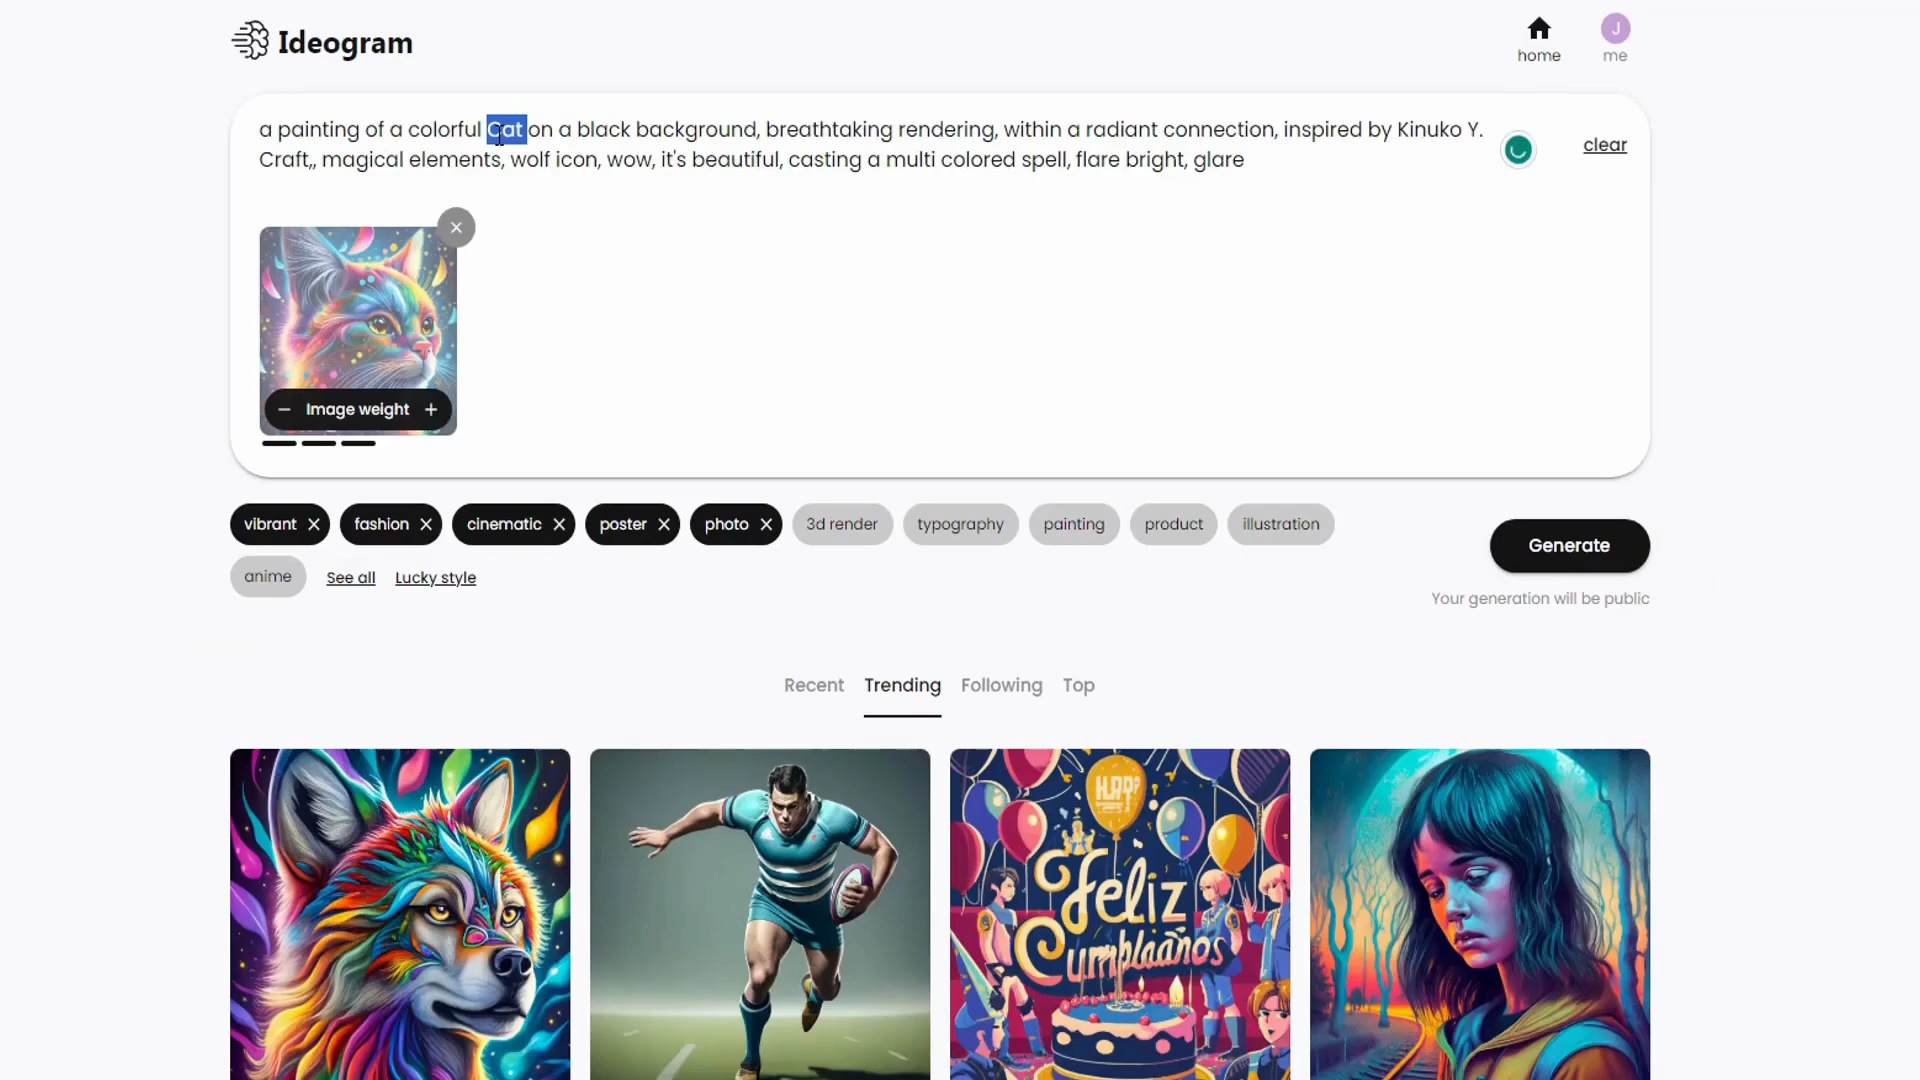 Ideogram
home
J
me
a painting of a colorful Cat on a black background, breathtaking rendering, within a radiant connection, inspired by Kinuko Y.
Craft,, magical elements, wolf icon, wow, it's beautiful, casting a multi colored spell, flare bright, glare
clear
Image weight
vibrant
fashion
cinematic
poster
photo
3d render
typography
painting
product
illustration
Generate
anime
See all
Lucky style
Your generation will be public
Recent
Trending
Following
Top
feliz